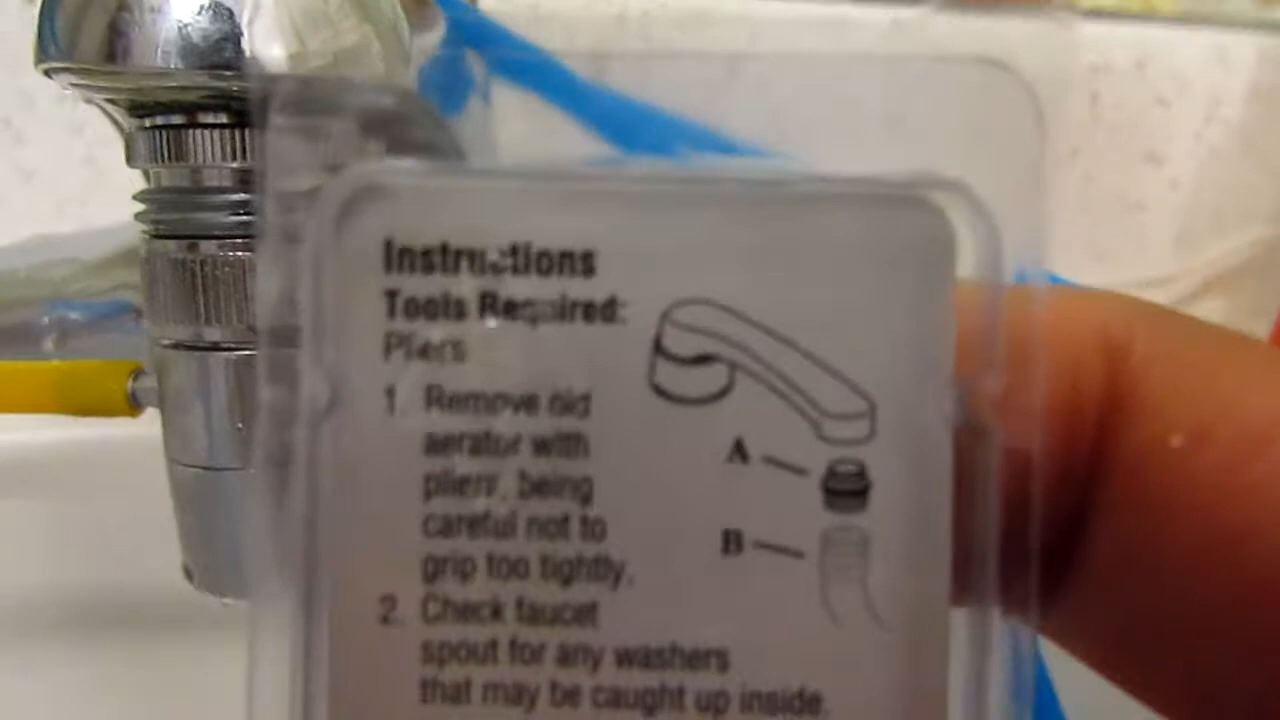 Instructions
Tools Required:
Pliers
1. Remove old
aerator with
pliers, being
careful not to
grip too tightly.
2. Check faucet
spout for any washers
that may be caught up inside.
A
B